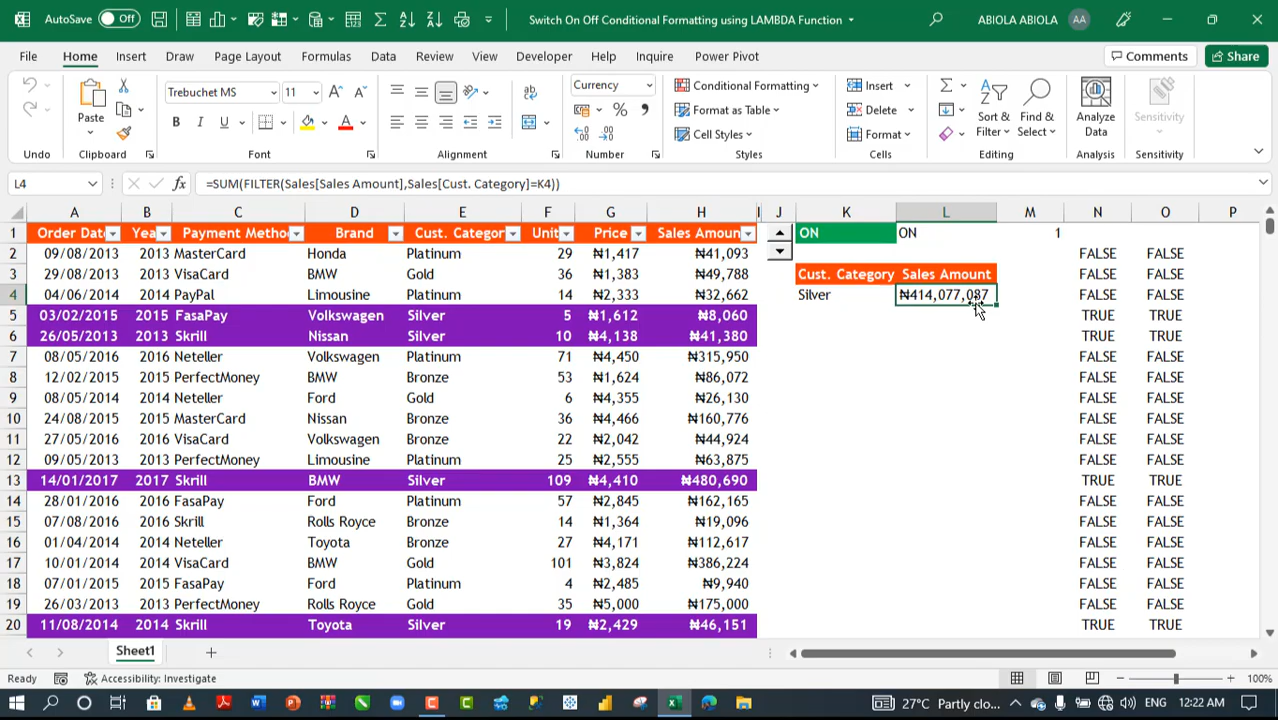 AutoSave Off Switch On Off Conditional Formatting using LAMBDA Function ABIOLA ABIOLA AA
File Home Insert Draw Page Layout Formulas Data Review View Developer Help Inquire Power Pivot Comments Share
Trebuchet MS 11 Currency Conditional Formatting Insert
Paste Format as Table Delete Sort & Find & Analyze Sensitivity
B I U Cell Styles Format Filter Select Data
Undo Clipboard Font Alignment Number Styles Cells Editing Analysis Sensitivity
L4 fx =SUM(FILTER(Sales[Sales Amount],Sales[Cust. Category]=K4))
A B C D E F G H I J K L M N O P
1 Order Date Yea Payment Metho Brand Cust. Categor Unit Price Sales Amoun ON ON 1
2 09/08/2013 2013 MasterCard Honda Platinum 29 ₦1,417 ₦41,093 FALSE FALSE
3 29/08/2013 2013 VisaCard BMW Gold 36 ₦1,383 ₦49,788 Cust. Category Sales Amount FALSE FALSE
4 04/06/2014 2014 PayPal Limousine Platinum 14 ₦2,333 ₦32,662 Silver ₦414,077,087 FALSE FALSE
5 03/02/2015 2015 FasaPay Volkswagen Silver 5 ₦1,612 ₦8,060 TRUE TRUE
6 26/05/2013 2013 Skrill Nissan Silver 10 ₦4,138 ₦41,380 TRUE TRUE
7 08/05/2016 2016 Neteller Volkswagen Platinum 71 ₦4,450 ₦315,950 FALSE FALSE
8 12/02/2015 2015 PerfectMoney BMW Bronze 53 ₦1,624 ₦86,072 FALSE FALSE
9 08/05/2014 2014 Neteller Ford Gold 6 ₦4,355 ₦26,130 FALSE FALSE
10 24/08/2015 2015 MasterCard Nissan Bronze 36 ₦4,466 ₦160,776 FALSE FALSE
11 27/05/2016 2016 VisaCard Volkswagen Bronze 22 ₦2,042 ₦44,924 FALSE FALSE
12 09/05/2013 2013 PerfectMoney Limousine Platinum 25 ₦2,555 ₦63,875 FALSE FALSE
13 14/01/2017 2017 Skrill BMW Silver 109 ₦4,410 ₦480,690 TRUE TRUE
14 28/01/2016 2016 FasaPay Ford Platinum 57 ₦2,845 ₦162,165 FALSE FALSE
15 07/08/2016 2016 Skrill Rolls Royce Bronze 14 ₦1,364 ₦19,096 FALSE FALSE
16 01/04/2014 2014 Neteller Toyota Bronze 27 ₦4,171 ₦112,617 FALSE FALSE
17 10/01/2014 2014 VisaCard BMW Gold 101 ₦3,824 ₦386,224 FALSE FALSE
18 07/01/2015 2015 FasaPay Ford Platinum 4 ₦2,485 ₦9,940 FALSE FALSE
19 26/03/2013 2013 PerfectMoney Rolls Royce Gold 35 ₦5,000 ₦175,000 FALSE FALSE
20 11/08/2014 2014 Skrill Toyota Silver 19 ₦2,429 ₦46,151 TRUE TRUE
Sheet1
Ready Accessibility: Investigate 100%
27°C Partly clo... ENG 12:22 AM